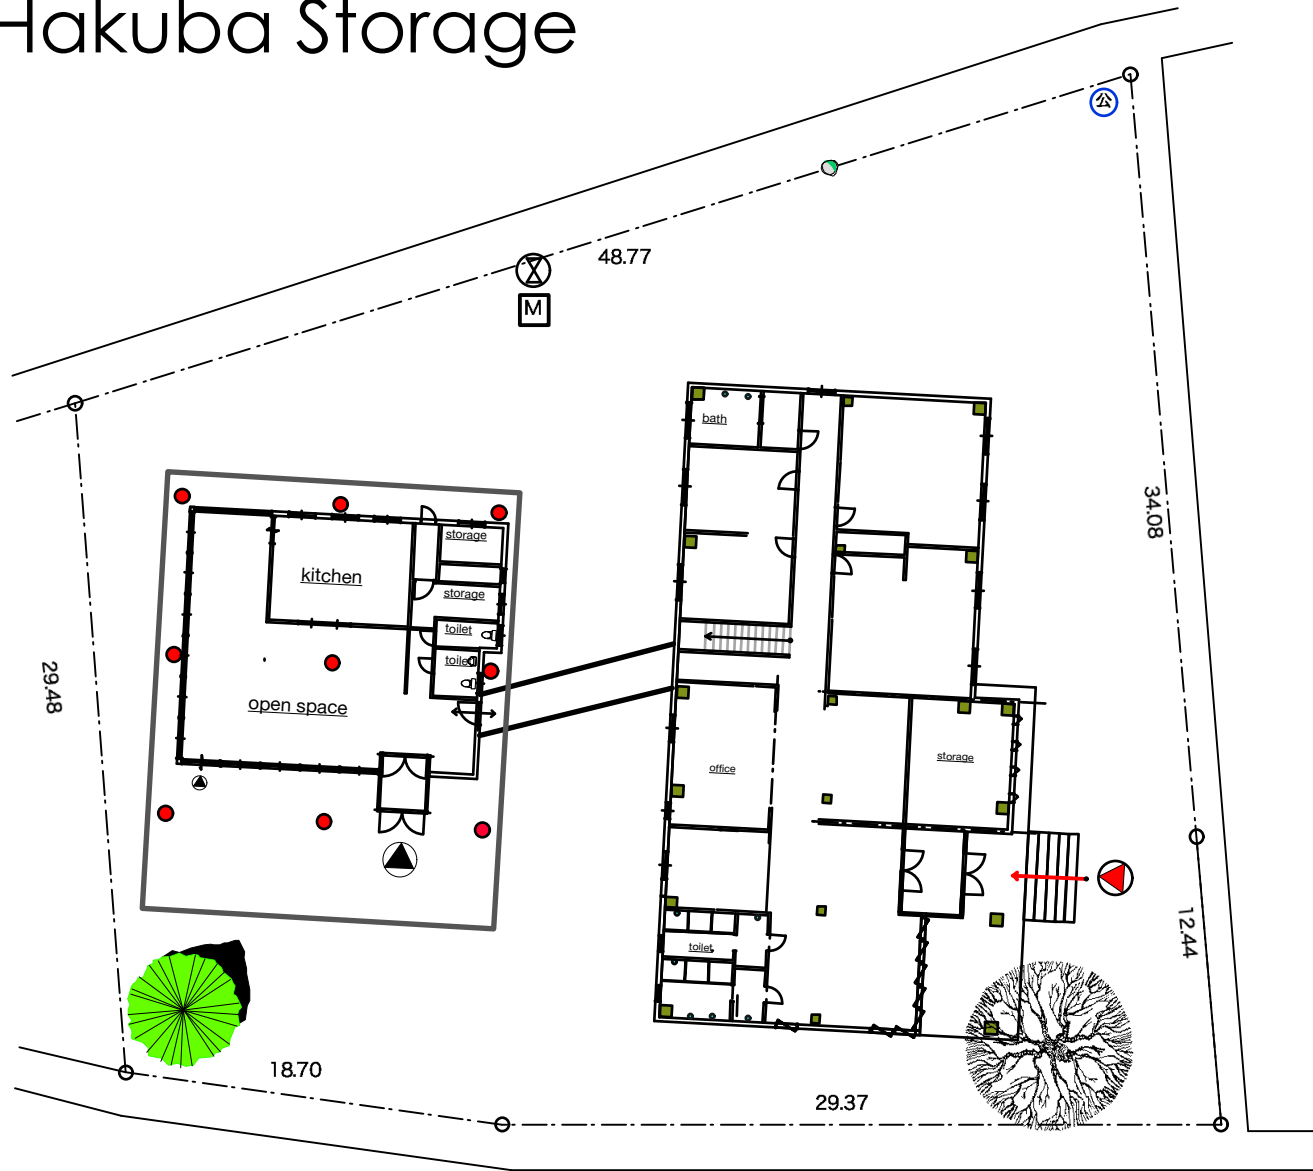 Hakuba Storage
公
48.77
M
bath
34.08
storage
kitchen
storage
toilet
toilet
29.48
open space
storage
office
12.44
toilet
18.70
29.37